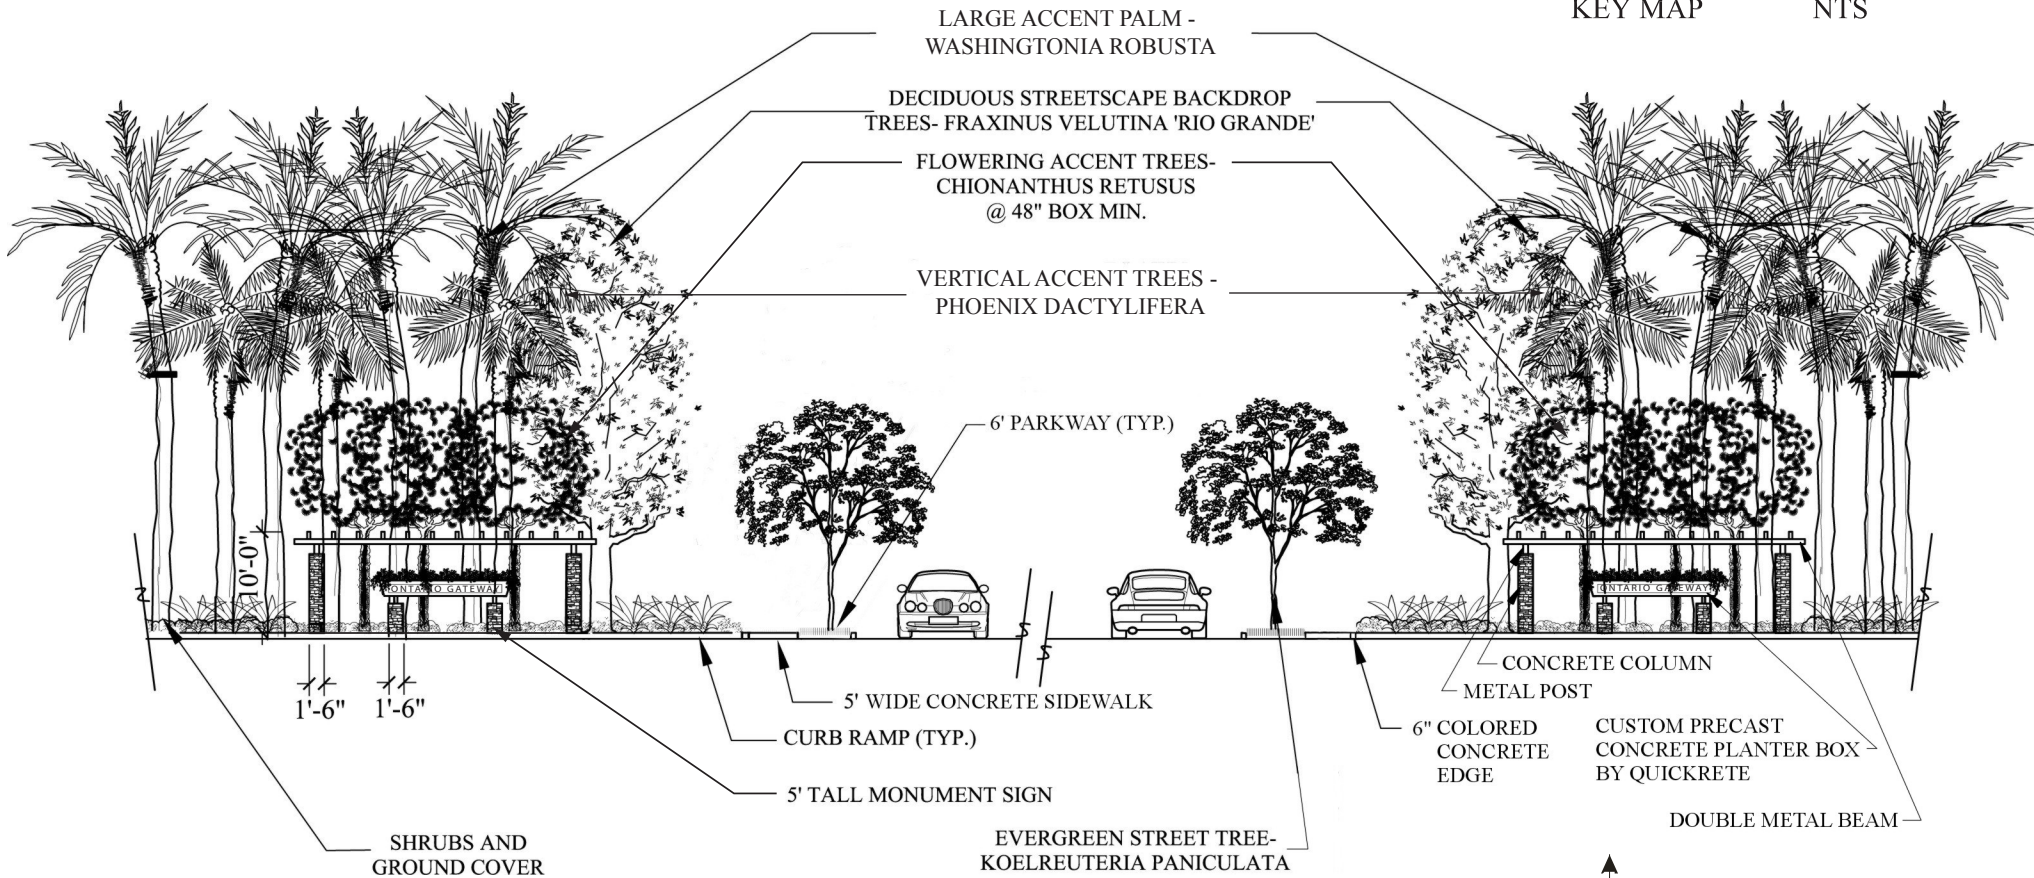 KEY MAP NTS
LARGE ACCENT PALM -
WASHINGTONIA ROBUSTA
DECIDUOUS STREETSCAPE BACKDROP
TREES- FRAXINUS VELUTINA 'RIO GRANDE'
FLOWERING ACCENT TREES-
CHIONANTHUS RETUSUS
@ 48" BOX MIN.
VERTICAL ACCENT TREES -
PHOENIX DACTYLIFERA
6' PARKWAY (TYP.)
10'-0"
ONTARIO GATEWAY
ONTARIO GATEWAY
1'-6" 1'-6"
CONCRETE COLUMN
METAL POST
5' WIDE CONCRETE SIDEWALK
CURB RAMP (TYP.)
6" COLORED
CONCRETE
EDGE
CUSTOM PRECAST
CONCRETE PLANTER BOX
BY QUICKRETE
5' TALL MONUMENT SIGN
DOUBLE METAL BEAM
SHRUBS AND
GROUND COVER
EVERGREEN STREET TREE-
KOELREUTERIA PANICULATA